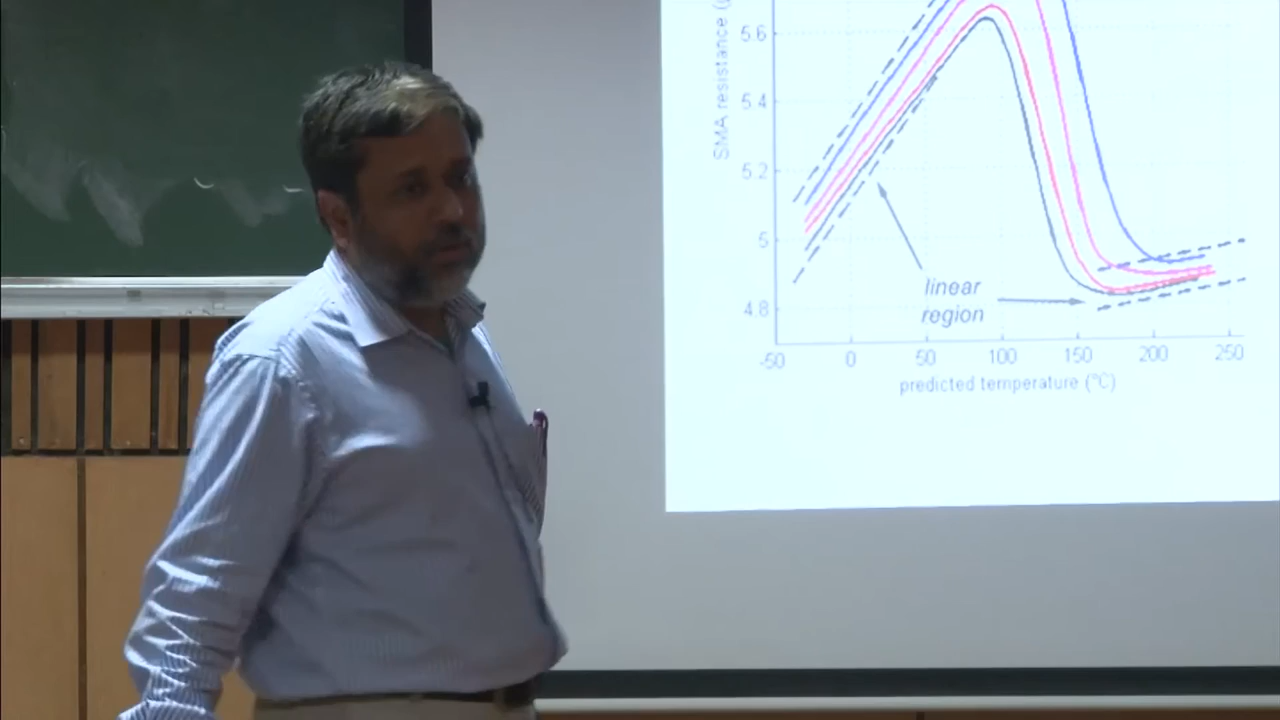 SMA resistance (
5.6
5.4
5.2
5
4.8
-50 0 50 100 150 200 250
predicted temperature (°C)
linear
region